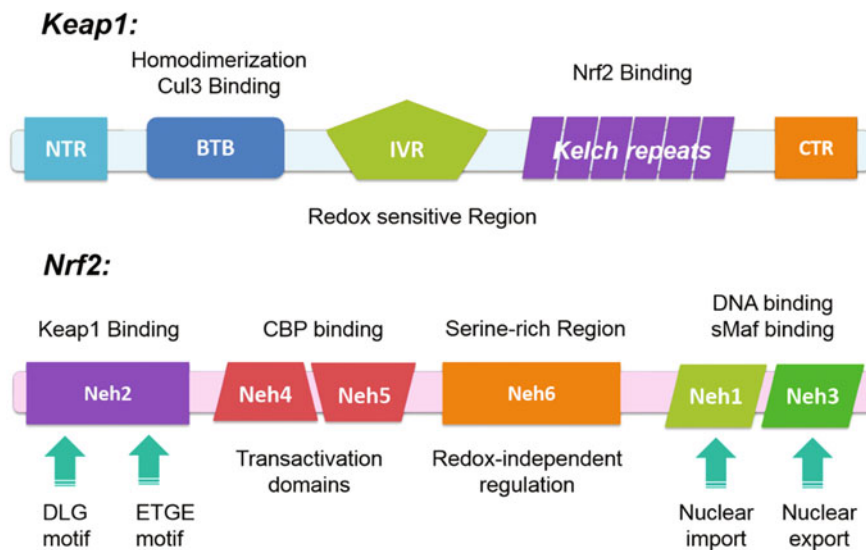 Keap1:
Homodimerization
Cul3 Binding
Nrf2 Binding
NTR
BTB
IVR
Kelch repeats
CTR
Redox sensitive Region
Nrf2:
Keap1 Binding
CBP binding
Serine-rich Region
DNA binding
sMaf binding
Neh2
Neh4
Neh5
Neh6
Neh1
Neh3
DLG
motif
ETGE
motif
Transactivation
domains
Redox-independent
regulation
Nuclear
import
Nuclear
export